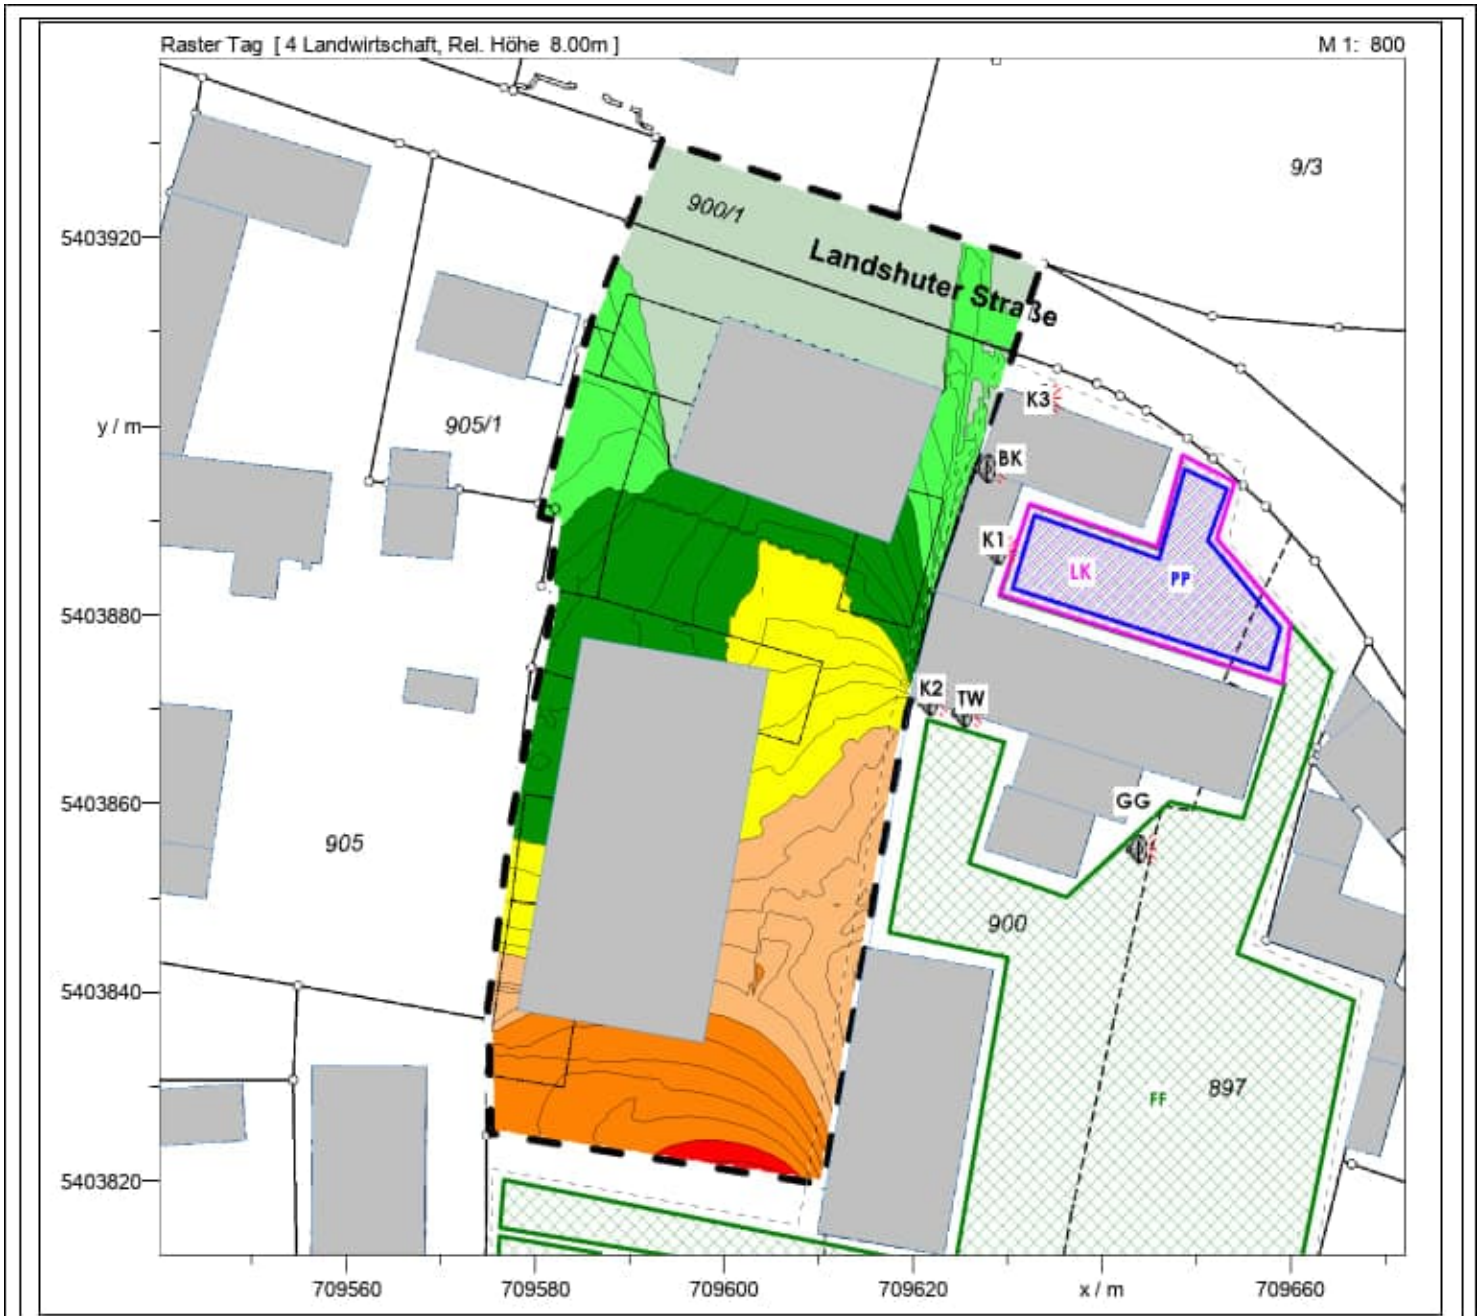 Raster Tag [ 4 Landwirtschaft, Rel. Höhe 8.00m ]
M 1: 800
9/3
900/1
5403920
Landshuter Straße
K3
905/1
y / m
BK
K1
LK
PP
5403880
K2
TW
5403860
GG
905
900
5403840
897
FF
5403820
709560
709580
709600
709620
x / m
709660